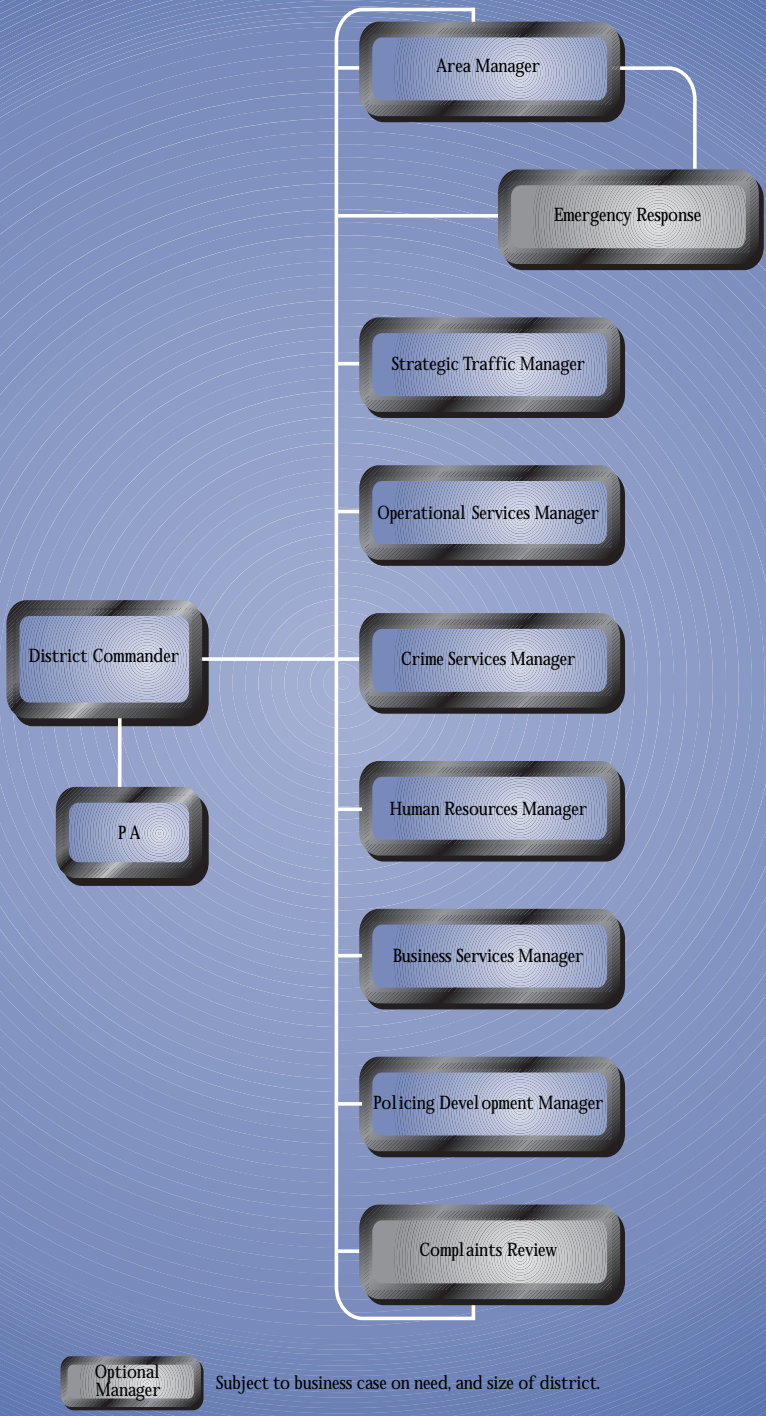 Area Manager
Emergency Response
Strategic Traffic Manager
Operational Services Manager
District Commander
Crime Services Manager
PA
Human Resources Manager
Business Services Manager
Policing Development Manager
Complaints Review
Optional
Manager
Subject to business case on need, and size of district.